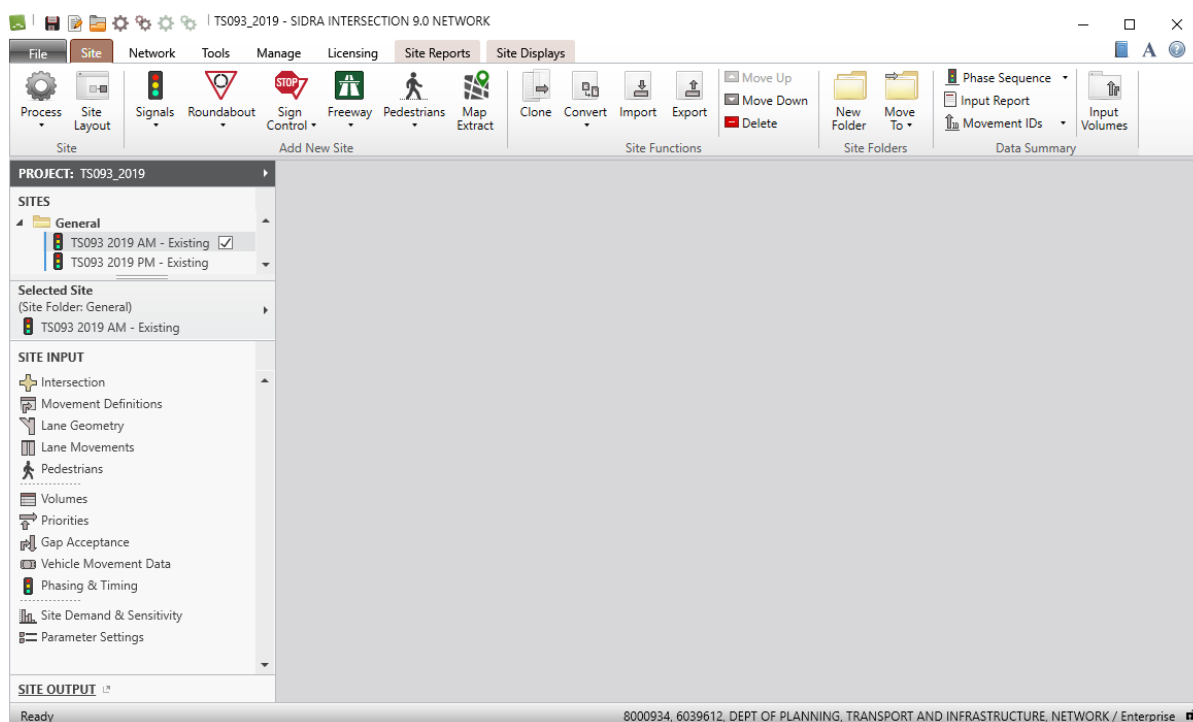 TS093_2019 - SIDRA INTERSECTION 9.0 NETWORK
File Site Network Tools Manage Licensing Site Reports Site Displays
A
Process Site Layout Signals Roundabout STOP Sign Control Freeway Pedestrians Map Extract Clone Convert Import Export Move Up Move Down Delete New Folder Move To Phase Sequence Input Report Movement IDs Input Volumes
Site Add New Site Site Functions Site Folders Data Summary
PROJECT: TS093_2019
SITES
General
TS093 2019 AM - Existing
TS093 2019 PM - Existing
Selected Site
(Site Folder: General)
TS093 2019 AM - Existing
SITE INPUT
Intersection
Movement Definitions
Lane Geometry
Lane Movements
Pedestrians
Volumes
Priorities
Gap Acceptance
Vehicle Movement Data
Phasing & Timing
Site Demand & Sensitivity
Parameter Settings
SITE OUTPUT
Ready 8000934, 6039612, DEPT OF PLANNING, TRANSPORT AND INFRASTRUCTURE, NETWORK / Enterprise